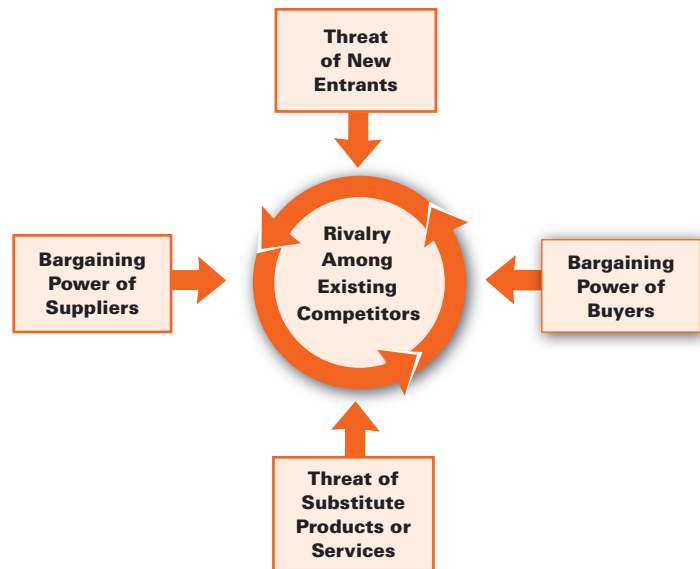 Threat
of New
Entrants
Rivalry
Among
Existing
Competitors
Bargaining
Power of
Suppliers
Bargaining
Power of
Buyers
Threat of
Substitute
Products or
Services